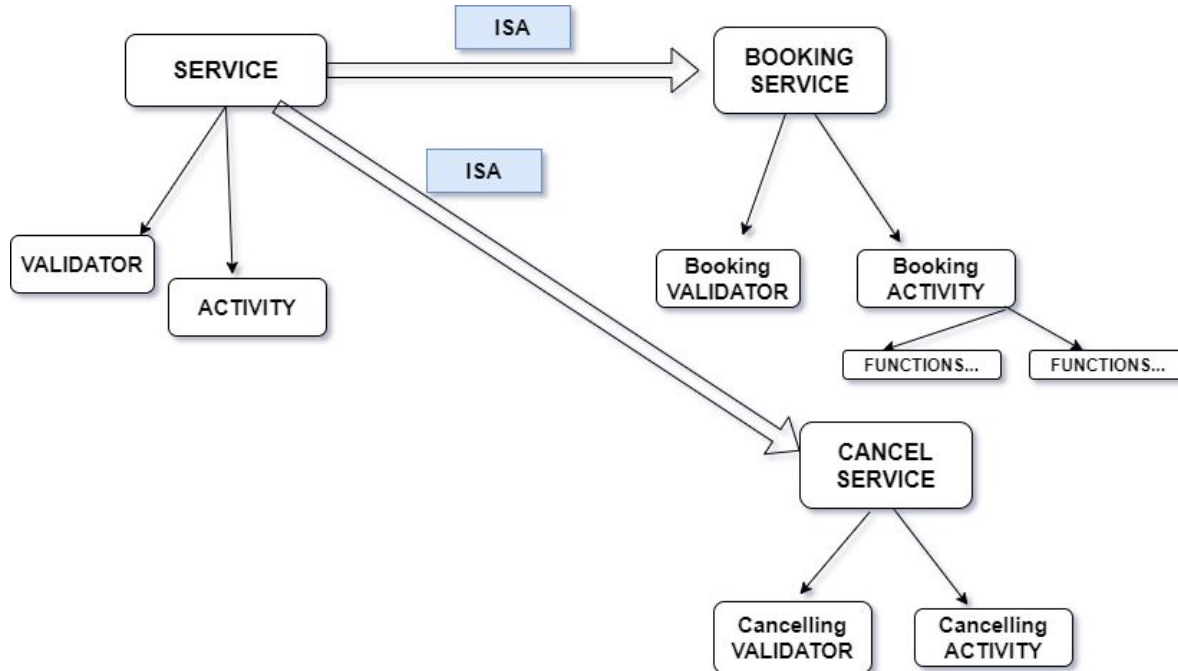 ISA
SERVICE
BOOKING
SERVICE
ISA
VALIDATOR
ACTIVITY
Booking
VALIDATOR
Booking
ACTIVITY
FUNCTIONS...
FUNCTIONS...
CANCEL
SERVICE
Cancelling
VALIDATOR
Cancelling
ACTIVITY